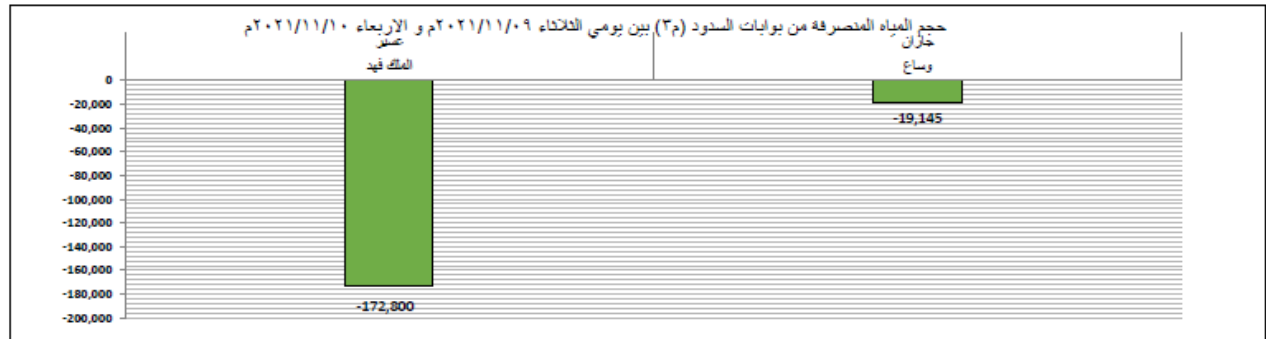 حجم المياه المنصرفة من بوابات السدود (م٣) بين يومي الثلاثاء ٢٠٢١/١١/٠٩م و الاربعاء ٢٠٢١/١١/١٠م
جازان
عسير
وساع
الملك فهد
0
-20,000
-40,000
-60,000
-80,000
-100,000
-120,000
-140,000
-160,000
-180,000
-200,000
-19,145
-172,800